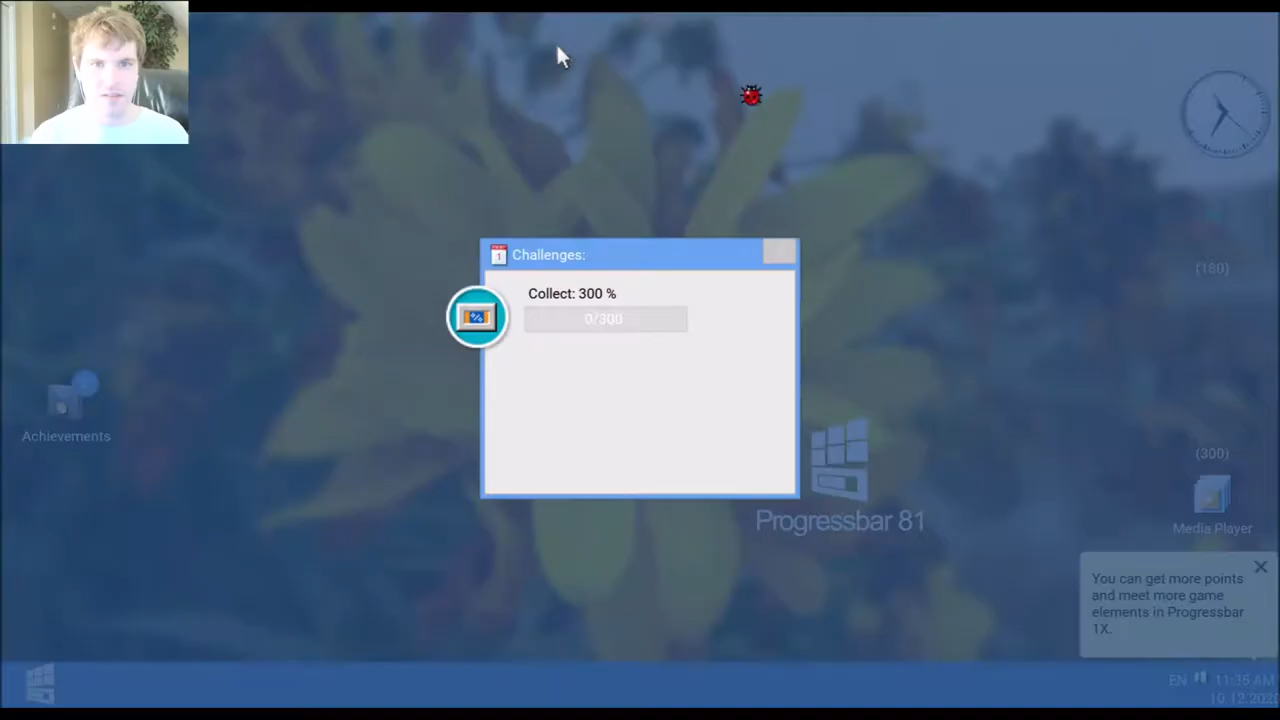 Challenges:
Collect: 300 %
0/300
(180)
Achievements
(300)
Media Player
Progressbar 81
You can get more points
and meet more game
elements in Progressbar
1X.
EN 11:35 AM